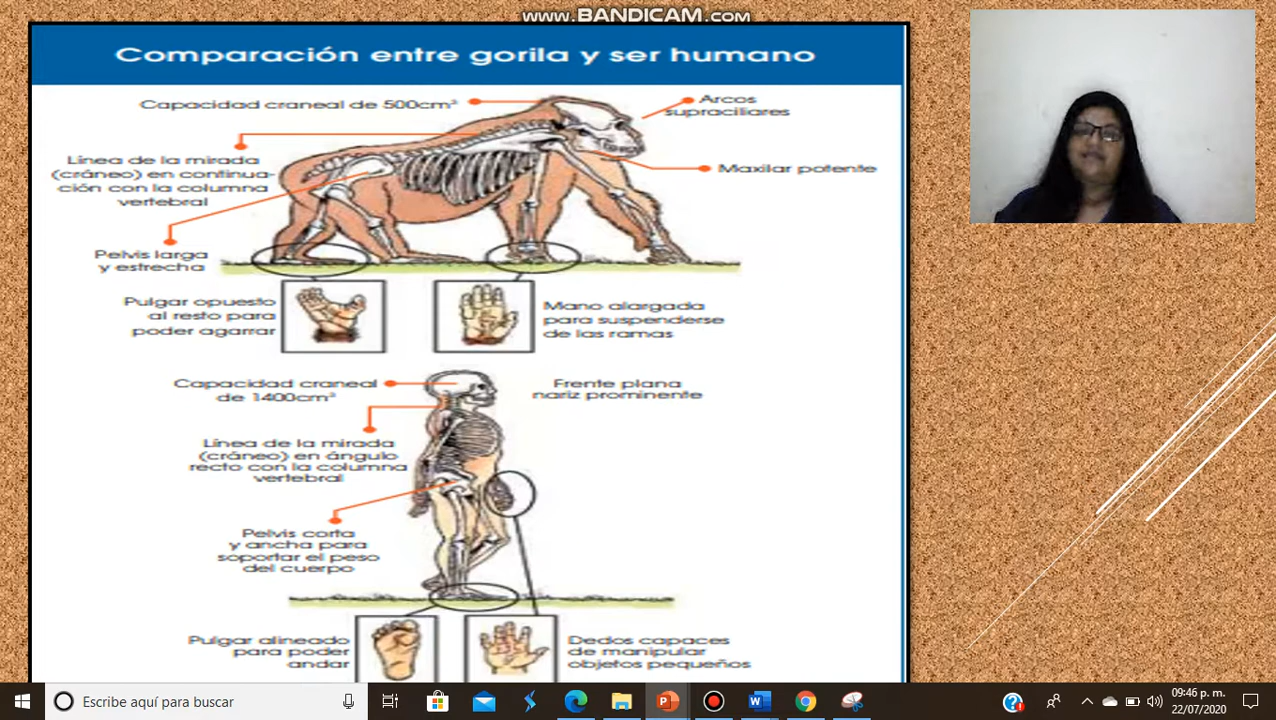 www.BANDICAM.com
Comparación entre gorila y ser humano
Capacidad craneal de 500cm³
Arcos
supraciliares
Línea de la mirada
(cráneo) en continua-
ción con la columna
vertebral
Maxilar potente
Pelvis larga
y estrecha
Pulgar opuesto
al resto para
poder agarrar
Mano alargada
para suspenderse
de las ramas
Capacidad craneal
de 1400cm³
Frente plana
nariz prominente
Línea de la mirada
(cráneo) en ángulo
recto con la columna
vertebral
Pelvis corta
y ancha para
soportar el peso
del cuerpo
Pulgar alineado
para poder
andar
Dedos capaces
de manipular
objetos pequeños
Escribe aquí para buscar
09:46 p. m.
22/07/2020